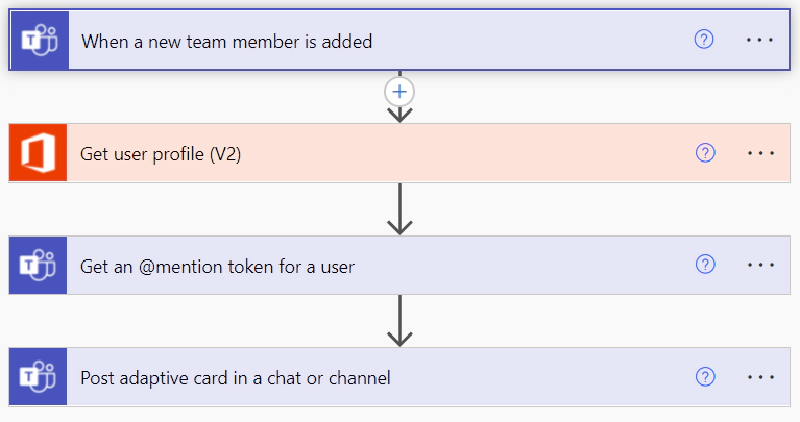 When a new team member is added
Get user profile (V2)
Get an @mention token for a user
Post adaptive card in a chat or channel